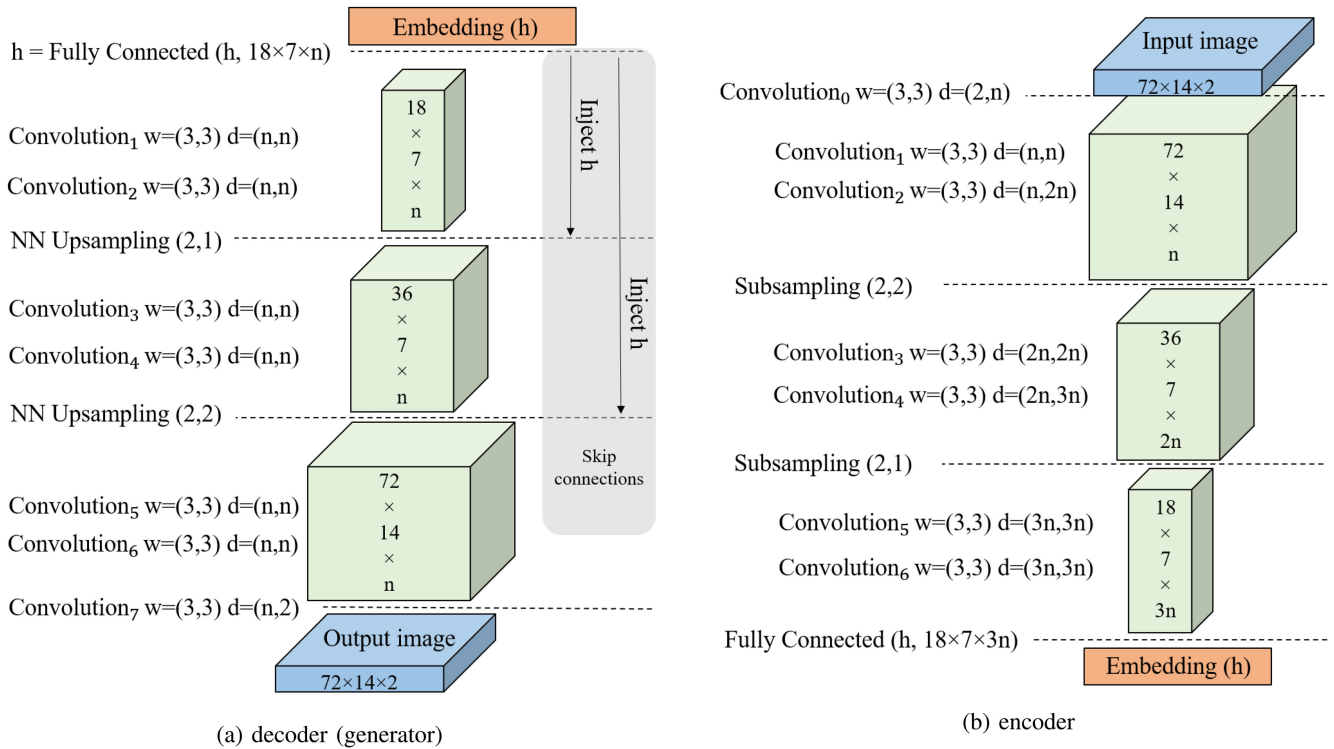 Embedding (h)
h = Fully Connected (h, 18×7×n)
18
×
7
×
n
Convolution₁ w=(3,3) d=(n,n)
Convolution₂ w=(3,3) d=(n,n)
Inject h
Inject h
NN Upsampling (2,1)
36
×
7
×
n
Convolution₃ w=(3,3) d=(n,n)
Convolution₄ w=(3,3) d=(n,n)
NN Upsampling (2,2)
Skip
connections
72
×
14
×
n
Convolution₅ w=(3,3) d=(n,n)
Convolution₆ w=(3,3) d=(n,n)
Convolution₇ w=(3,3) d=(n,2)
Output image
72×14×2
(a) decoder (generator)
Input image
72×14×2
Convolution₀ w=(3,3) d=(2,n)
Convolution₁ w=(3,3) d=(n,n)
Convolution₂ w=(3,3) d=(n,2n)
72
×
14
×
n
Subsampling (2,2)
Convolution₃ w=(3,3) d=(2n,2n)
Convolution₄ w=(3,3) d=(2n,3n)
36
×
7
×
2n
Subsampling (2,1)
Convolution₅ w=(3,3) d=(3n,3n)
Convolution₆ w=(3,3) d=(3n,3n)
18
×
7
×
3n
Fully Connected (h, 18×7×3n)
Embedding (h)
(b) encoder